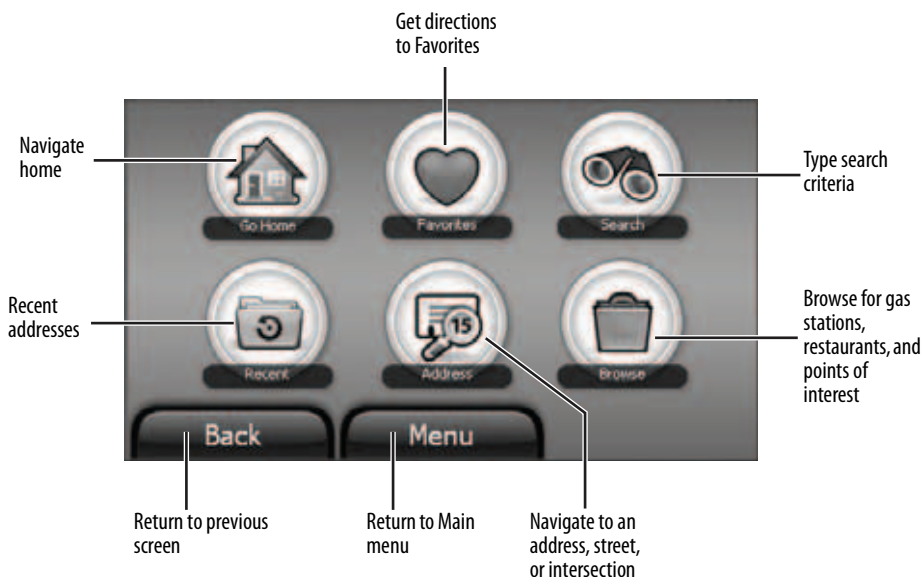 Get directions
to Favorites
Navigate
home
Go Home
Favorites
Search
Type search
criteria
Recent
addresses
Recent
15
Address
Browse
Browse for gas
stations,
restaurants, and
points of
interest
Back
Menu
Return to previous
screen
Return to Main
menu
Navigate to an
address, street,
or intersection